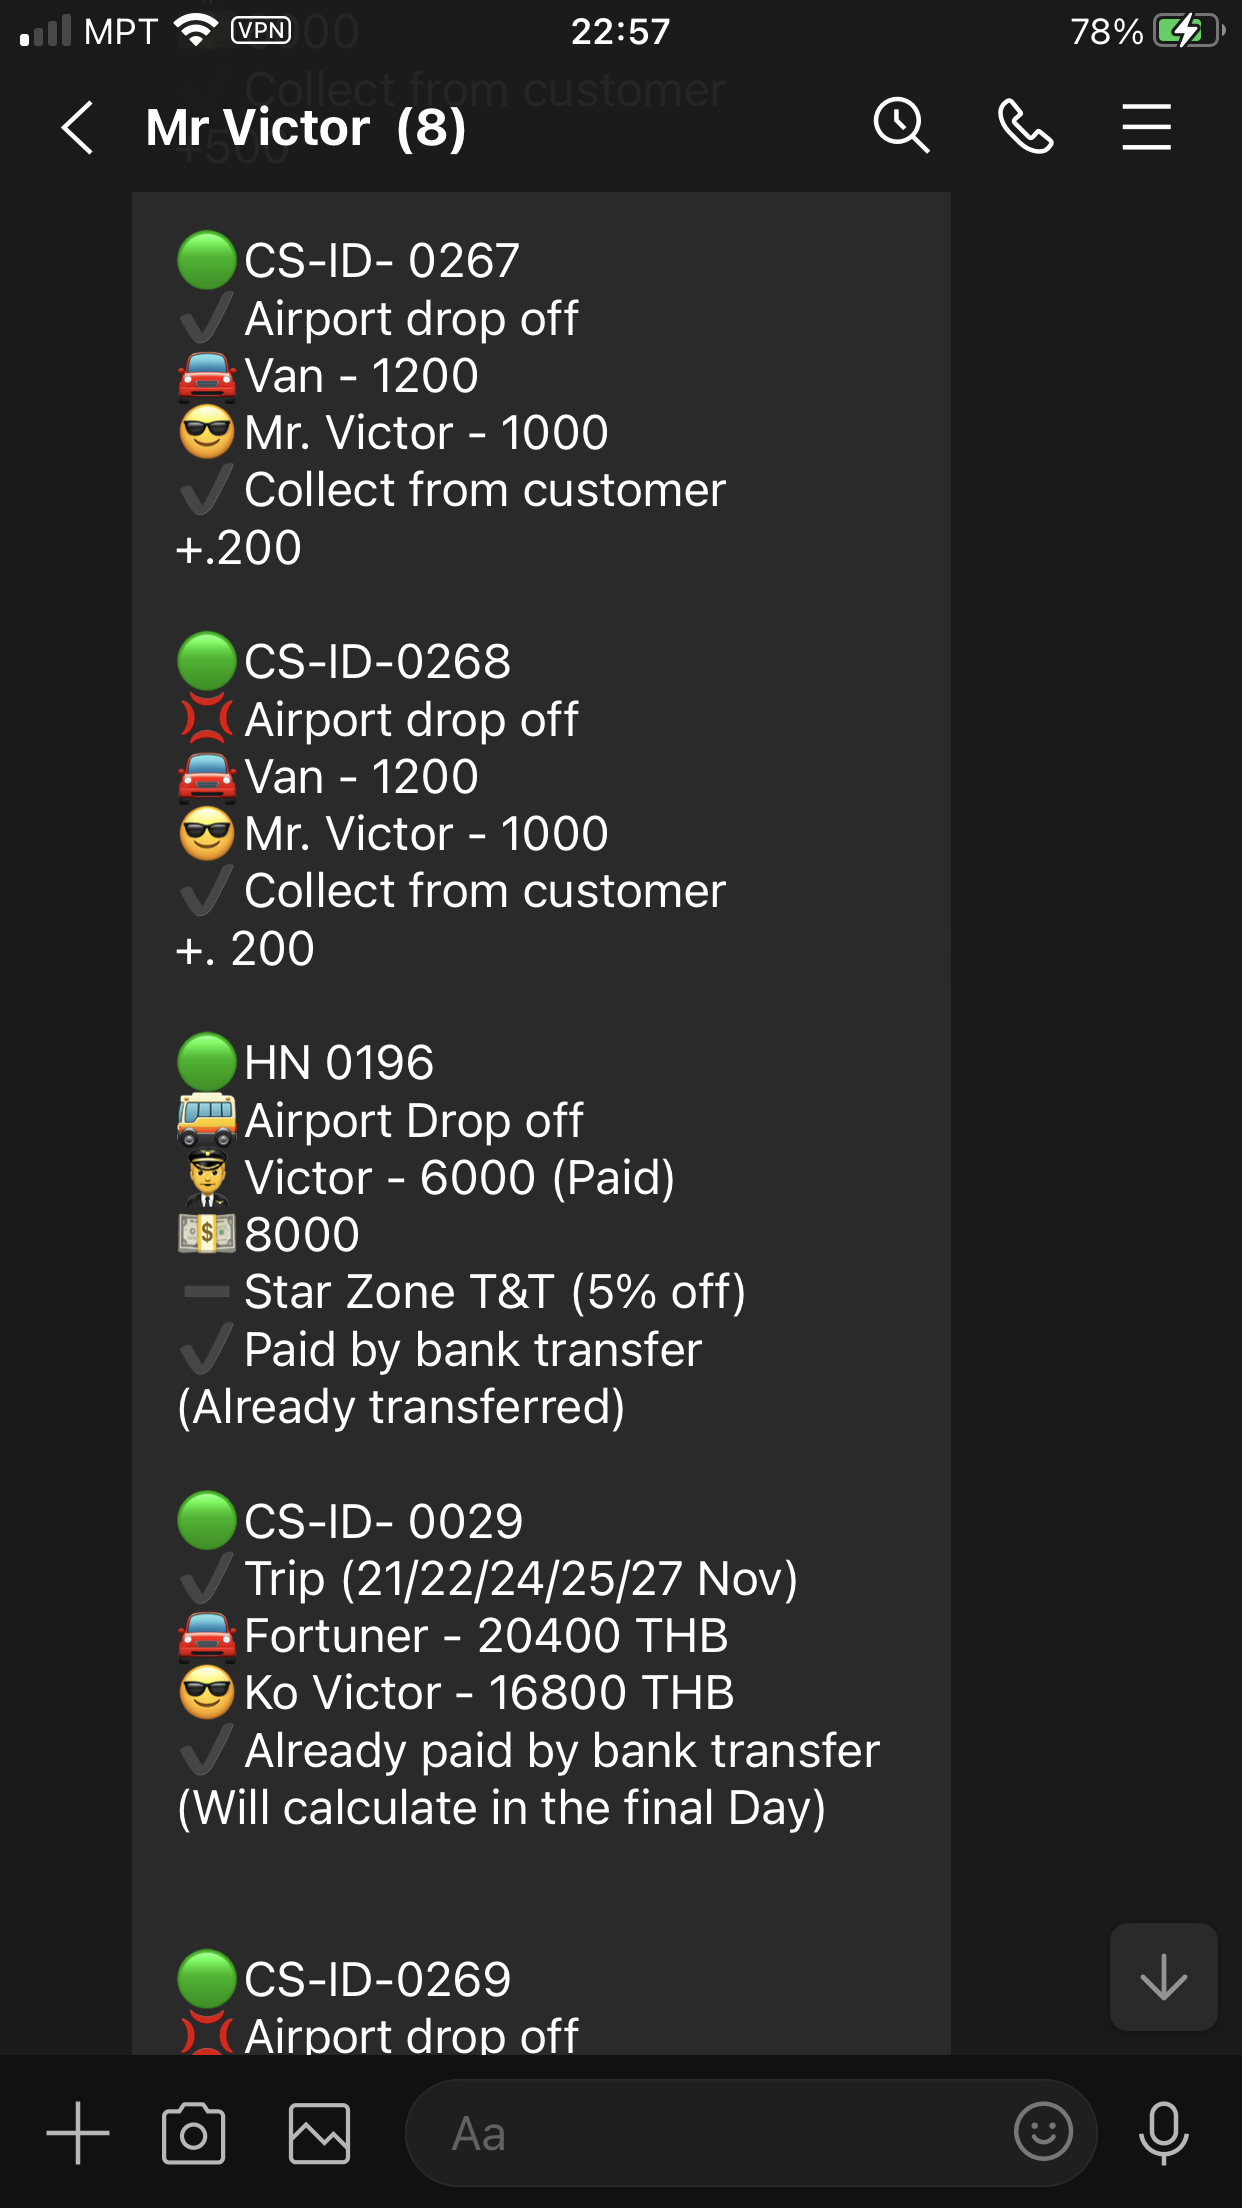 MPT VPN 22:57 78%
Collect from customer
Mr Victor (8)
+500
CS-ID- 0267
Airport drop off
Van - 1200
Mr. Victor - 1000
Collect from customer
+.200
CS-ID-0268
Airport drop off
Van - 1200
Mr. Victor - 1000
Collect from customer
+. 200
HN 0196
Airport Drop off
Victor - 6000 (Paid)
8000
Star Zone T&T (5% off)
Paid by bank transfer
(Already transferred)
CS-ID- 0029
Trip (21/22/24/25/27 Nov)
Fortuner - 20400 THB
Ko Victor - 16800 THB
Already paid by bank transfer
(Will calculate in the final Day)
CS-ID-0269
Airport drop off
Aa